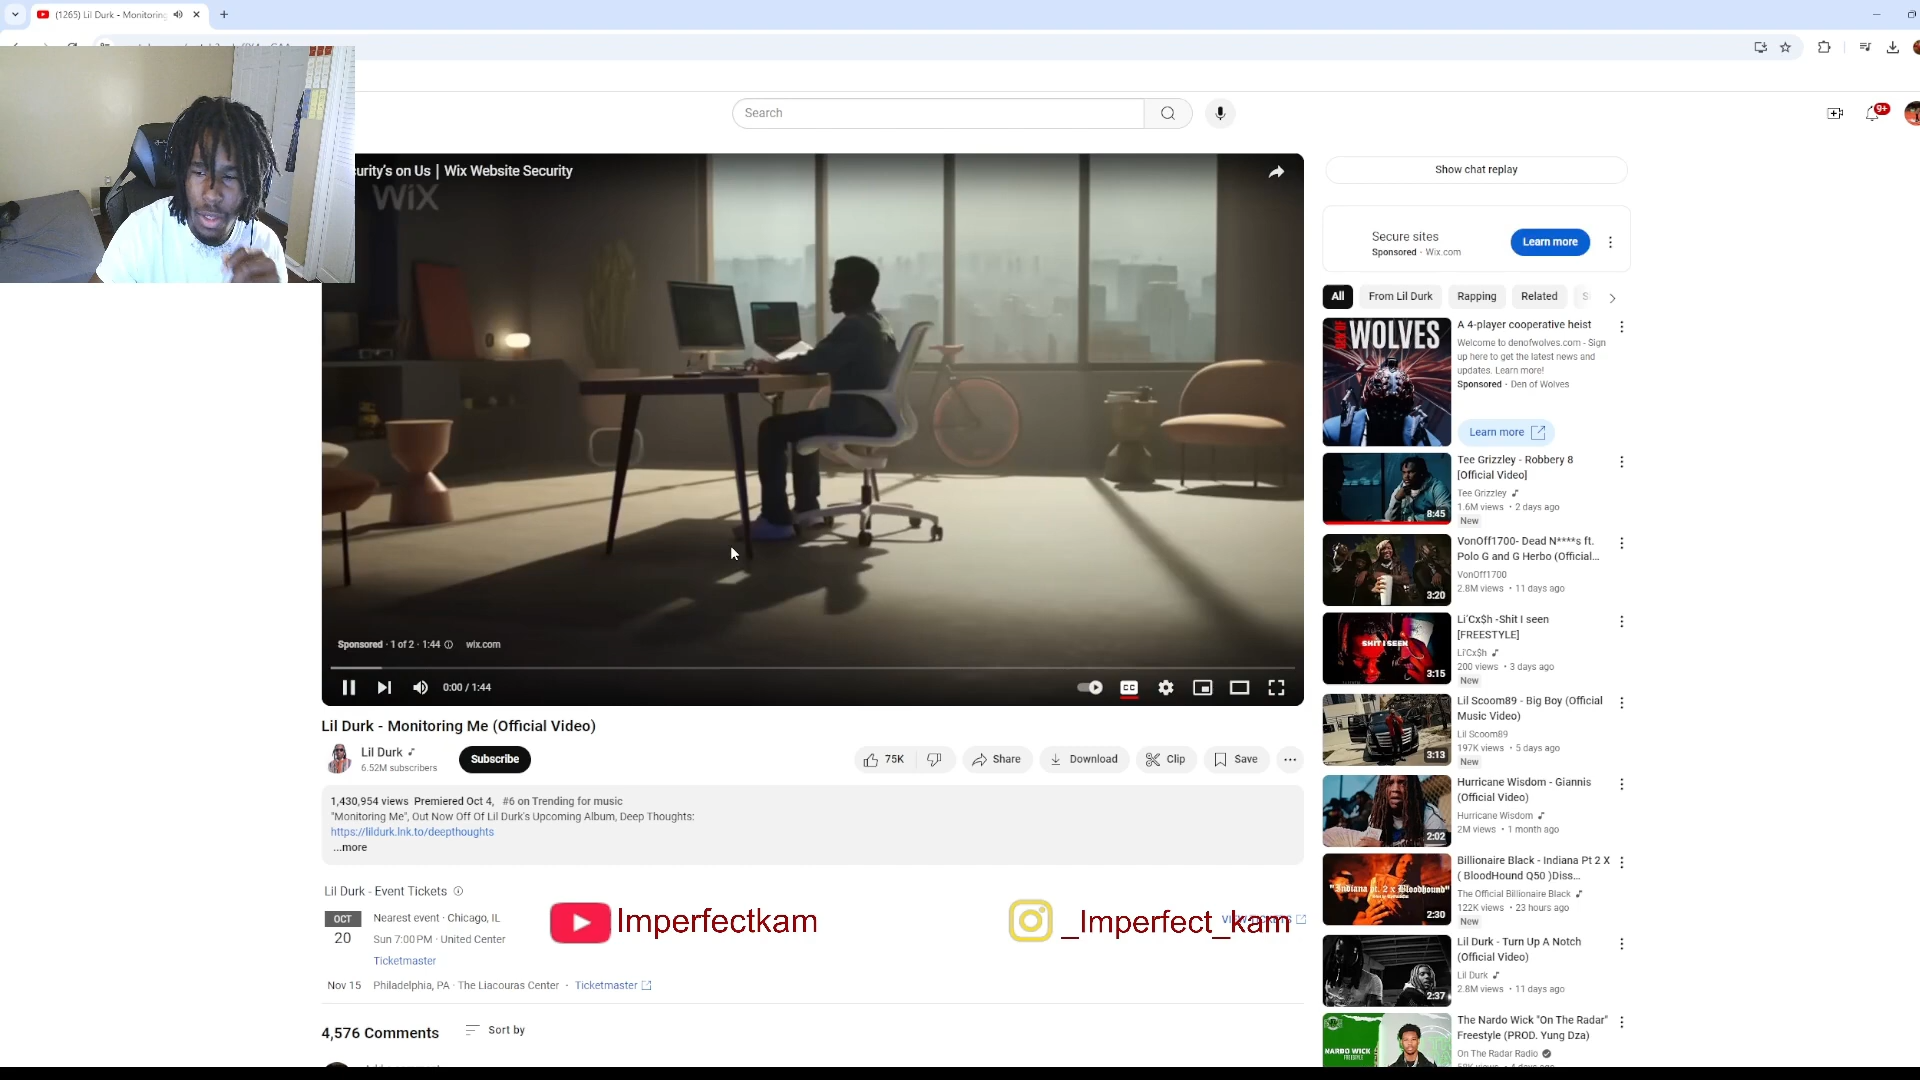 (1265) Lil Durk - Monitoring
Search
9+
urity's on Us | Wix Website Security
WiX
Sponsored · 1 of 2 · 1:44 wix.com
0:00 / 1:44
CC
Lil Durk - Monitoring Me (Official Video)
Lil Durk
6.52M subscribers
Subscribe
75K
Share
Download
Clip
Save
1,430,954 views Premiered Oct 4, #6 on Trending for music
"Monitoring Me", Out Now Off Of Lil Durk's Upcoming Album, Deep Thoughts:
https://lildurk.lnk.to/deepthoughts
...more
Lil Durk - Event Tickets
OCT
20
Nearest event · Chicago, IL
Sun 7:00 PM · United Center
Ticketmaster
Imperfectkam
_Imperfect_kam
Nov 15 Philadelphia, PA · The Liacouras Center · Ticketmaster
4,576 Comments
Sort by
Show chat replay
Secure sites
Sponsored · Wix.com
Learn more
All
From Lil Durk
Rapping
Related
WOLVES
A 4-player cooperative heist
Welcome to denofwolves.com - Sign
up here to get the latest news and
updates. Learn more!
Sponsored · Den of Wolves
Learn more
8:45
Tee Grizzley - Robbery 8
[Official Video]
Tee Grizzley
1.6M views • 2 days ago
New
3:20
VonOff1700- Dead N****s ft.
Polo G and G Herbo (Official...
VonOff1700
2.8M views • 11 days ago
SHIT I SEEN
3:15
Li'Cx$h -Shit I seen
[FREESTYLE]
Li'Cx$h
200 views • 3 days ago
New
3:13
Lil Scoom89 - Big Boy (Official
Music Video)
Lil Scoom89
197K views • 5 days ago
New
2:02
Hurricane Wisdom - Giannis
(Official Video)
Hurricane Wisdom
2M views • 1 month ago
"Indiana pt. 2 x Bloodhound"
2:30
Billionaire Black - Indiana Pt 2 X
( BloodHound Q50 )Diss...
The Official Billionaire Black
122K views • 23 hours ago
New
2:37
Lil Durk - Turn Up A Notch
(Official Video)
Lil Durk
2.8M views • 11 days ago
NARDO WICK
The Nardo Wick "On The Radar"
Freestyle (PROD. Yung Dza)
On The Radar Radio